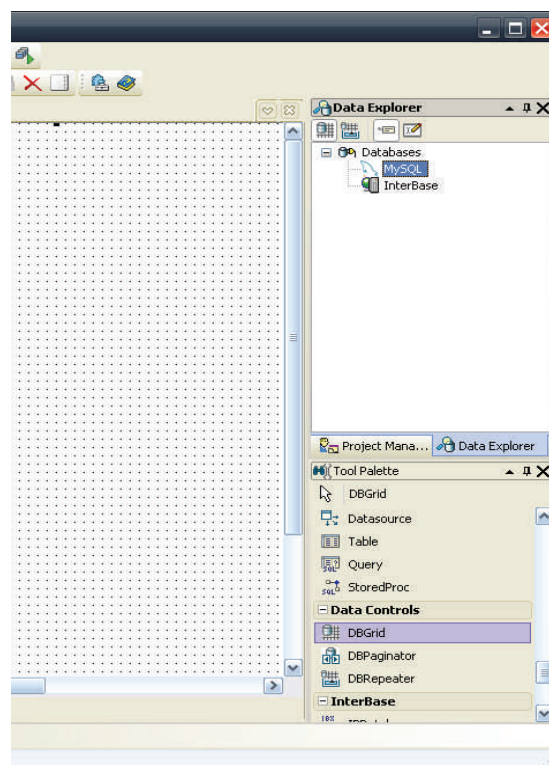 Data Explorer
Databases
MySQL
InterBase
Project Mana...
Data Explorer
Tool Palette
DBGrid
Datasource
Table
Query
StoredProc
Data Controls
DBGrid
DBPaginator
DBRepeater
InterBase